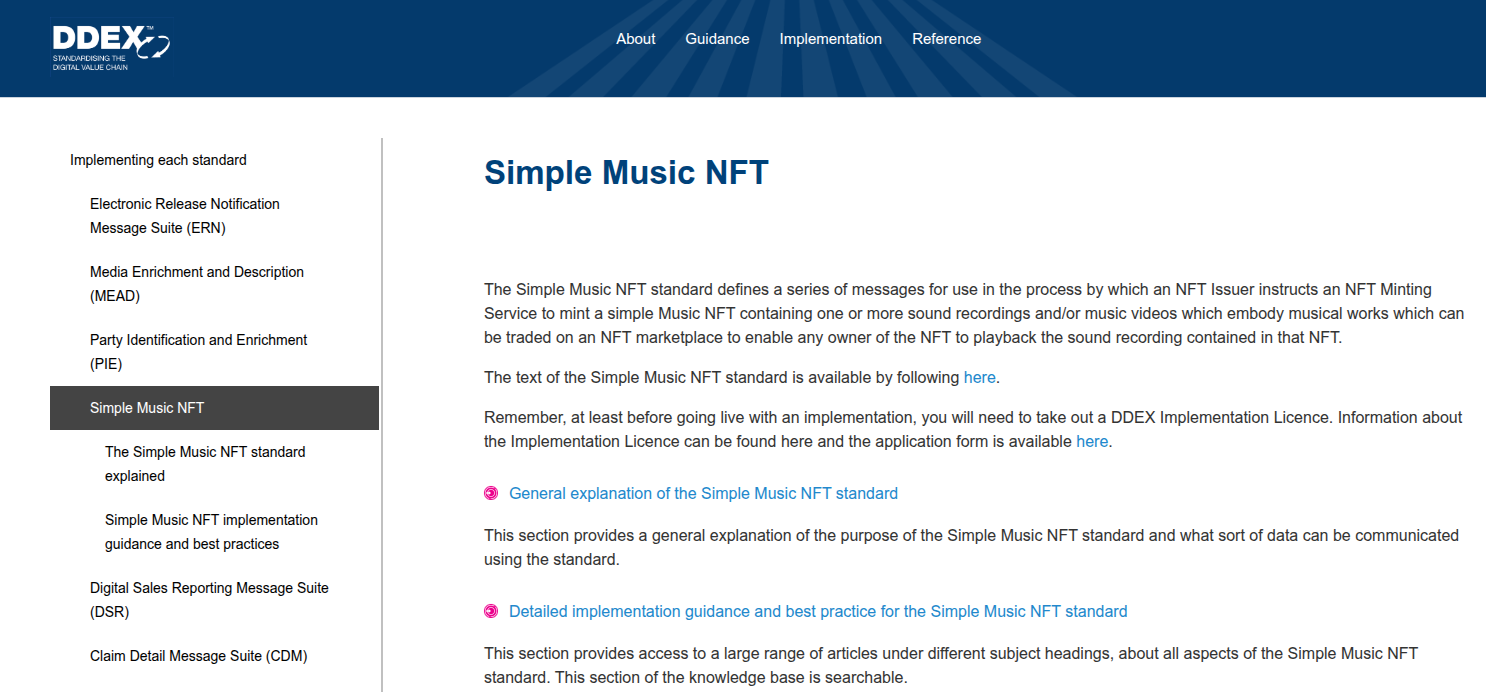 DDEX™
STANDARDISING THE
DIGITAL VALUE CHAIN
About Guidance Implementation Reference
Implementing each standard
Electronic Release Notification
Message Suite (ERN)
Media Enrichment and Description
(MEAD)
Party Identification and Enrichment
(PIE)
Simple Music NFT
The Simple Music NFT standard
explained
Simple Music NFT implementation
guidance and best practices
Digital Sales Reporting Message Suite
(DSR)
Claim Detail Message Suite (CDM)
Simple Music NFT
The Simple Music NFT standard defines a series of messages for use in the process by which an NFT Issuer instructs an NFT Minting
Service to mint a simple Music NFT containing one or more sound recordings and/or music videos which embody musical works which can
be traded on an NFT marketplace to enable any owner of the NFT to playback the sound recording contained in that NFT.
The text of the Simple Music NFT standard is available by following here.
Remember, at least before going live with an implementation, you will need to take out a DDEX Implementation Licence. Information about
the Implementation Licence can be found here and the application form is available here.
General explanation of the Simple Music NFT standard
This section provides a general explanation of the purpose of the Simple Music NFT standard and what sort of data can be communicated
using the standard.
Detailed implementation guidance and best practice for the Simple Music NFT standard
This section provides access to a large range of articles under different subject headings, about all aspects of the Simple Music NFT
standard. This section of the knowledge base is searchable.